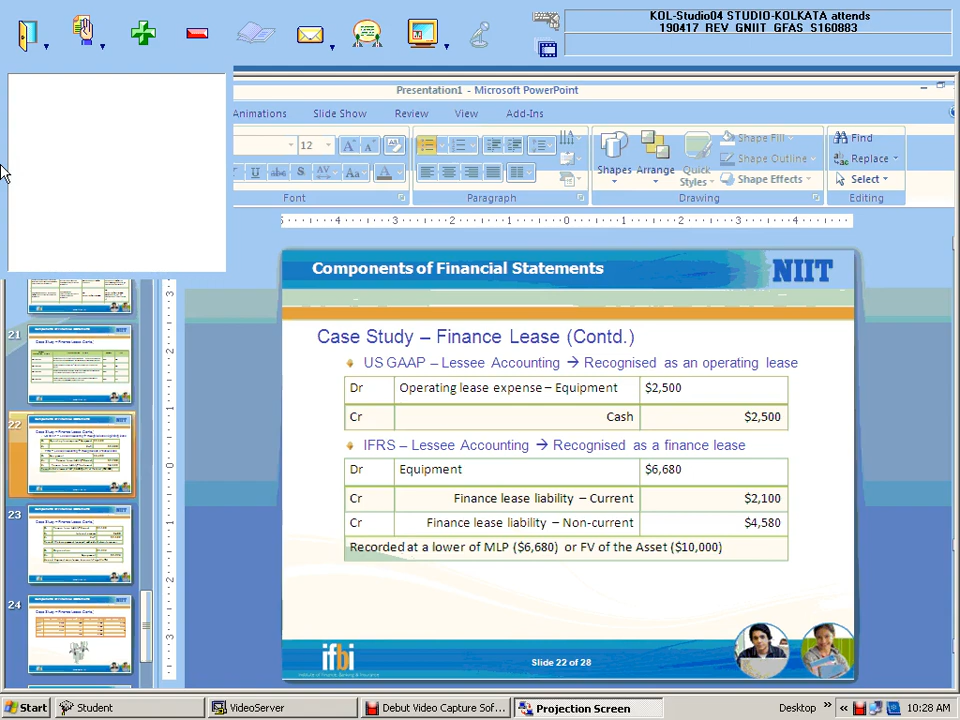 KOL-Studio04 STUDIO-KOLKATA attends
190417_REV_GNIIT_GFAS_S160883
Presentation1 - Microsoft PowerPoint
Animations Slide Show Review View Add-Ins
12
Shapes Arrange Quick Styles
Shape Fill
Shape Outline
Shape Effects
Find
Replace
Select
Font Paragraph Drawing Editing
Components of Financial Statements
NIIT
Case Study – Finance Lease (Contd.)
US GAAP – Lessee Accounting → Recognised as an operating lease
Dr Operating lease expense – Equipment $2,500
Cr Cash $2,500
IFRS – Lessee Accounting → Recognised as a finance lease
Dr Equipment $6,680
Cr Finance lease liability – Current $2,100
Cr Finance lease liability – Non-current $4,580
Recorded at a lower of MLP ($6,680) or FV of the Asset ($10,000)
ifbi
Institute of Finance, Banking & Insurance
Slide 22 of 28
21
22
23
24
Start Student VideoServer Debut Video Capture Sof... Projection Screen Desktop » « 10:28 AM